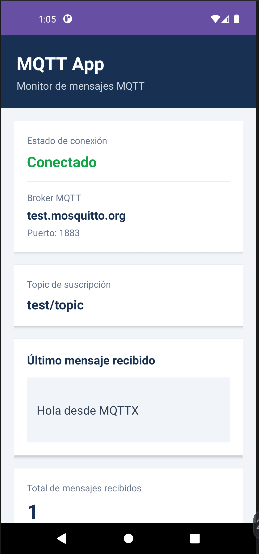 1:05
MQTT App
Monitor de mensajes MQTT
Estado de conexión
Conectado
Broker MQTT
test.mosquitto.org
Puerto: 1883
Topic de suscripción
test/topic
Último mensaje recibido
Hola desde MQTTX
Total de mensajes recibidos
1